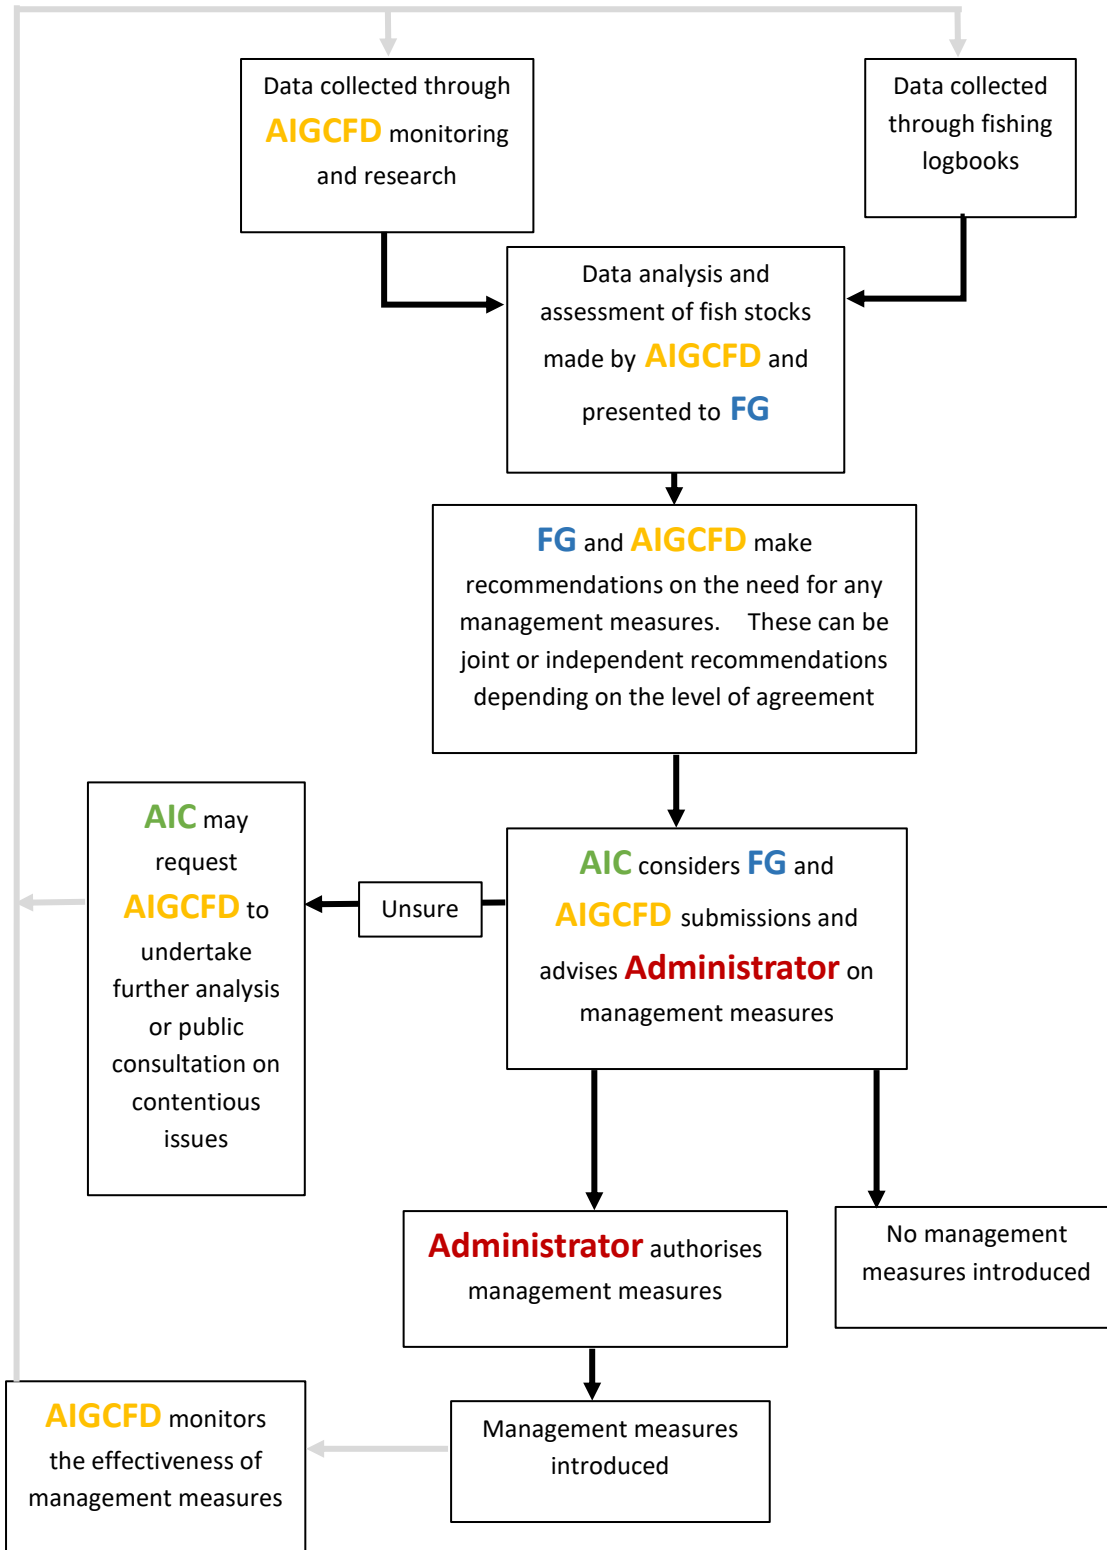 Data collected through
AIGCFD monitoring
and research
Data collected
through fishing
logbooks
Data analysis and
assessment of fish stocks
made by AIGCFD and
presented to FG
FG and AIGCFD make
recommendations on the need for any
management measures. These can be
joint or independent recommendations
depending on the level of agreement
AIC may
request
AIGCFD to
undertake
further analysis
or public
consultation on
contentious
issues
Unsure
AIC considers FG and
AIGCFD submissions and
advises Administrator on
management measures
Administrator authorises
management measures
No management
measures introduced
AIGCFD monitors
the effectiveness of
management measures
Management measures
introduced